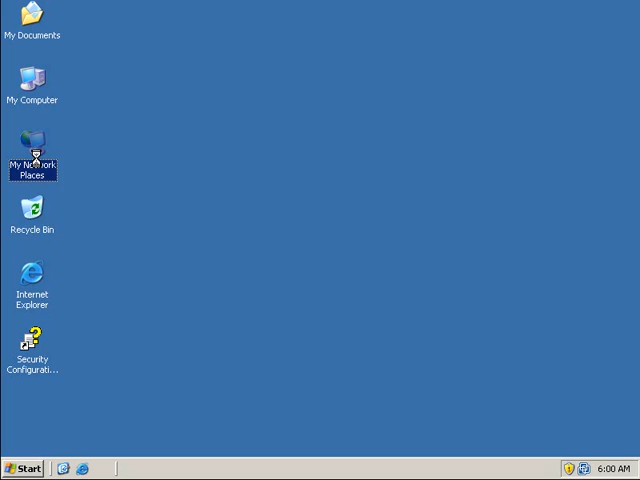 My Documents
My Computer
My Network
Places
Recycle Bin
Internet
Explorer
Security
Configurati...
Start
6:00 AM